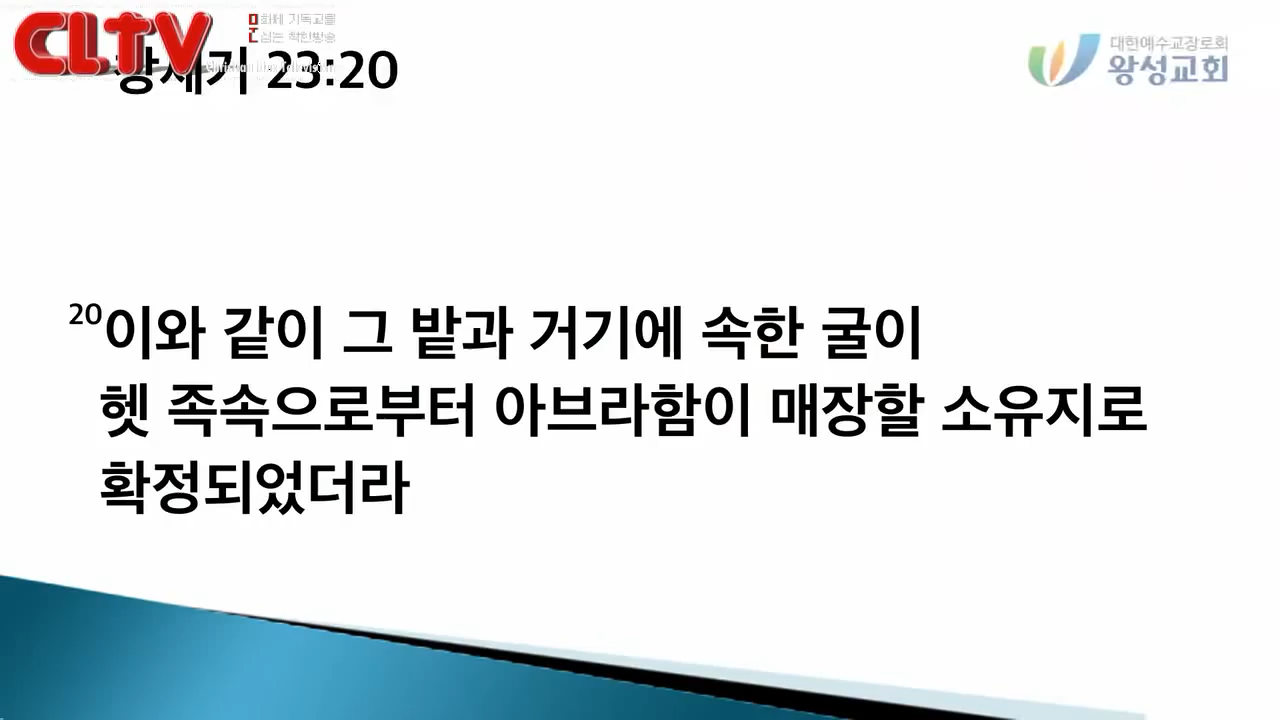 CLTV
대한예수교장로회
왕성교회
창세기 23:20
20이와 같이 그 밭과 거기에 속한 굴이
헷 족속으로부터 아브라함이 매장할 소유지로
확정되었더라